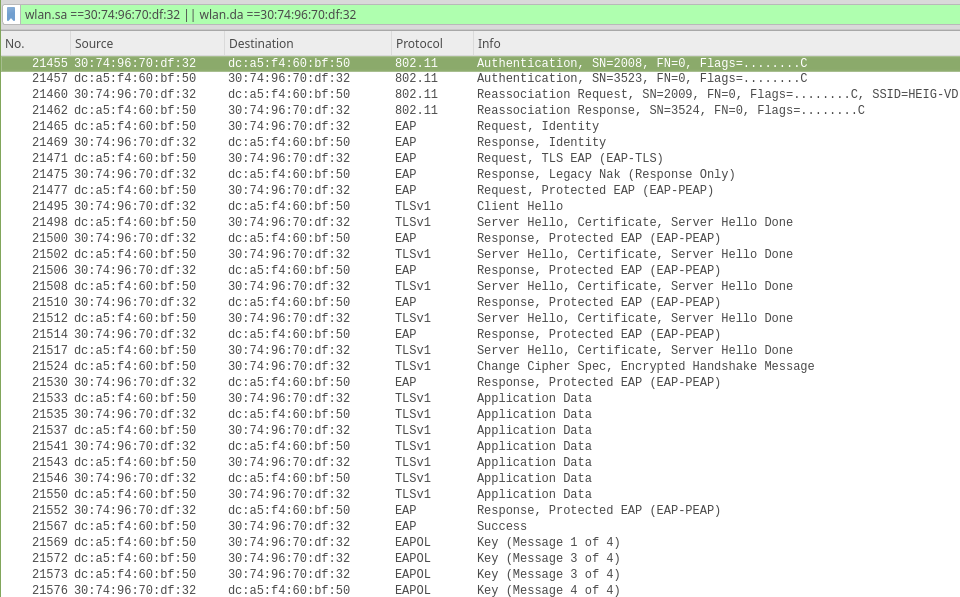 wlan.sa ==30:74:96:70:df:32 || wlan.da ==30:74:96:70:df:32
No. Source Destination Protocol Info
21455 30:74:96:70:df:32 dc:a5:f4:60:bf:50 802.11 Authentication, SN=2008, FN=0, Flags=........C
21457 dc:a5:f4:60:bf:50 30:74:96:70:df:32 802.11 Authentication, SN=3523, FN=0, Flags=........C
21460 30:74:96:70:df:32 dc:a5:f4:60:bf:50 802.11 Reassociation Request, SN=2009, FN=0, Flags=........C, SSID=HEIG-VD
21462 dc:a5:f4:60:bf:50 30:74:96:70:df:32 802.11 Reassociation Response, SN=3524, FN=0, Flags=........C
21465 dc:a5:f4:60:bf:50 30:74:96:70:df:32 EAP Request, Identity
21469 30:74:96:70:df:32 dc:a5:f4:60:bf:50 EAP Response, Identity
21471 dc:a5:f4:60:bf:50 30:74:96:70:df:32 EAP Request, TLS EAP (EAP-TLS)
21475 30:74:96:70:df:32 dc:a5:f4:60:bf:50 EAP Response, Legacy Nak (Response Only)
21477 dc:a5:f4:60:bf:50 30:74:96:70:df:32 EAP Request, Protected EAP (EAP-PEAP)
21495 30:74:96:70:df:32 dc:a5:f4:60:bf:50 TLSv1 Client Hello
21498 dc:a5:f4:60:bf:50 30:74:96:70:df:32 TLSv1 Server Hello, Certificate, Server Hello Done
21500 30:74:96:70:df:32 dc:a5:f4:60:bf:50 EAP Response, Protected EAP (EAP-PEAP)
21502 dc:a5:f4:60:bf:50 30:74:96:70:df:32 TLSv1 Server Hello, Certificate, Server Hello Done
21506 30:74:96:70:df:32 dc:a5:f4:60:bf:50 EAP Response, Protected EAP (EAP-PEAP)
21508 dc:a5:f4:60:bf:50 30:74:96:70:df:32 TLSv1 Server Hello, Certificate, Server Hello Done
21510 30:74:96:70:df:32 dc:a5:f4:60:bf:50 EAP Response, Protected EAP (EAP-PEAP)
21512 dc:a5:f4:60:bf:50 30:74:96:70:df:32 TLSv1 Server Hello, Certificate, Server Hello Done
21514 30:74:96:70:df:32 dc:a5:f4:60:bf:50 EAP Response, Protected EAP (EAP-PEAP)
21517 dc:a5:f4:60:bf:50 30:74:96:70:df:32 TLSv1 Server Hello, Certificate, Server Hello Done
21524 dc:a5:f4:60:bf:50 30:74:96:70:df:32 TLSv1 Change Cipher Spec, Encrypted Handshake Message
21530 30:74:96:70:df:32 dc:a5:f4:60:bf:50 EAP Response, Protected EAP (EAP-PEAP)
21533 dc:a5:f4:60:bf:50 30:74:96:70:df:32 TLSv1 Application Data
21535 30:74:96:70:df:32 dc:a5:f4:60:bf:50 TLSv1 Application Data
21537 dc:a5:f4:60:bf:50 30:74:96:70:df:32 TLSv1 Application Data
21541 30:74:96:70:df:32 dc:a5:f4:60:bf:50 TLSv1 Application Data
21543 dc:a5:f4:60:bf:50 30:74:96:70:df:32 TLSv1 Application Data
21546 30:74:96:70:df:32 dc:a5:f4:60:bf:50 TLSv1 Application Data
21550 dc:a5:f4:60:bf:50 30:74:96:70:df:32 TLSv1 Application Data
21552 30:74:96:70:df:32 dc:a5:f4:60:bf:50 EAP Response, Protected EAP (EAP-PEAP)
21567 dc:a5:f4:60:bf:50 30:74:96:70:df:32 EAP Success
21569 dc:a5:f4:60:bf:50 30:74:96:70:df:32 EAPOL Key (Message 1 of 4)
21572 dc:a5:f4:60:bf:50 30:74:96:70:df:32 EAPOL Key (Message 3 of 4)
21573 dc:a5:f4:60:bf:50 30:74:96:70:df:32 EAPOL Key (Message 3 of 4)
21576 30:74:96:70:df:32 dc:a5:f4:60:bf:50 EAPOL Key (Message 4 of 4)